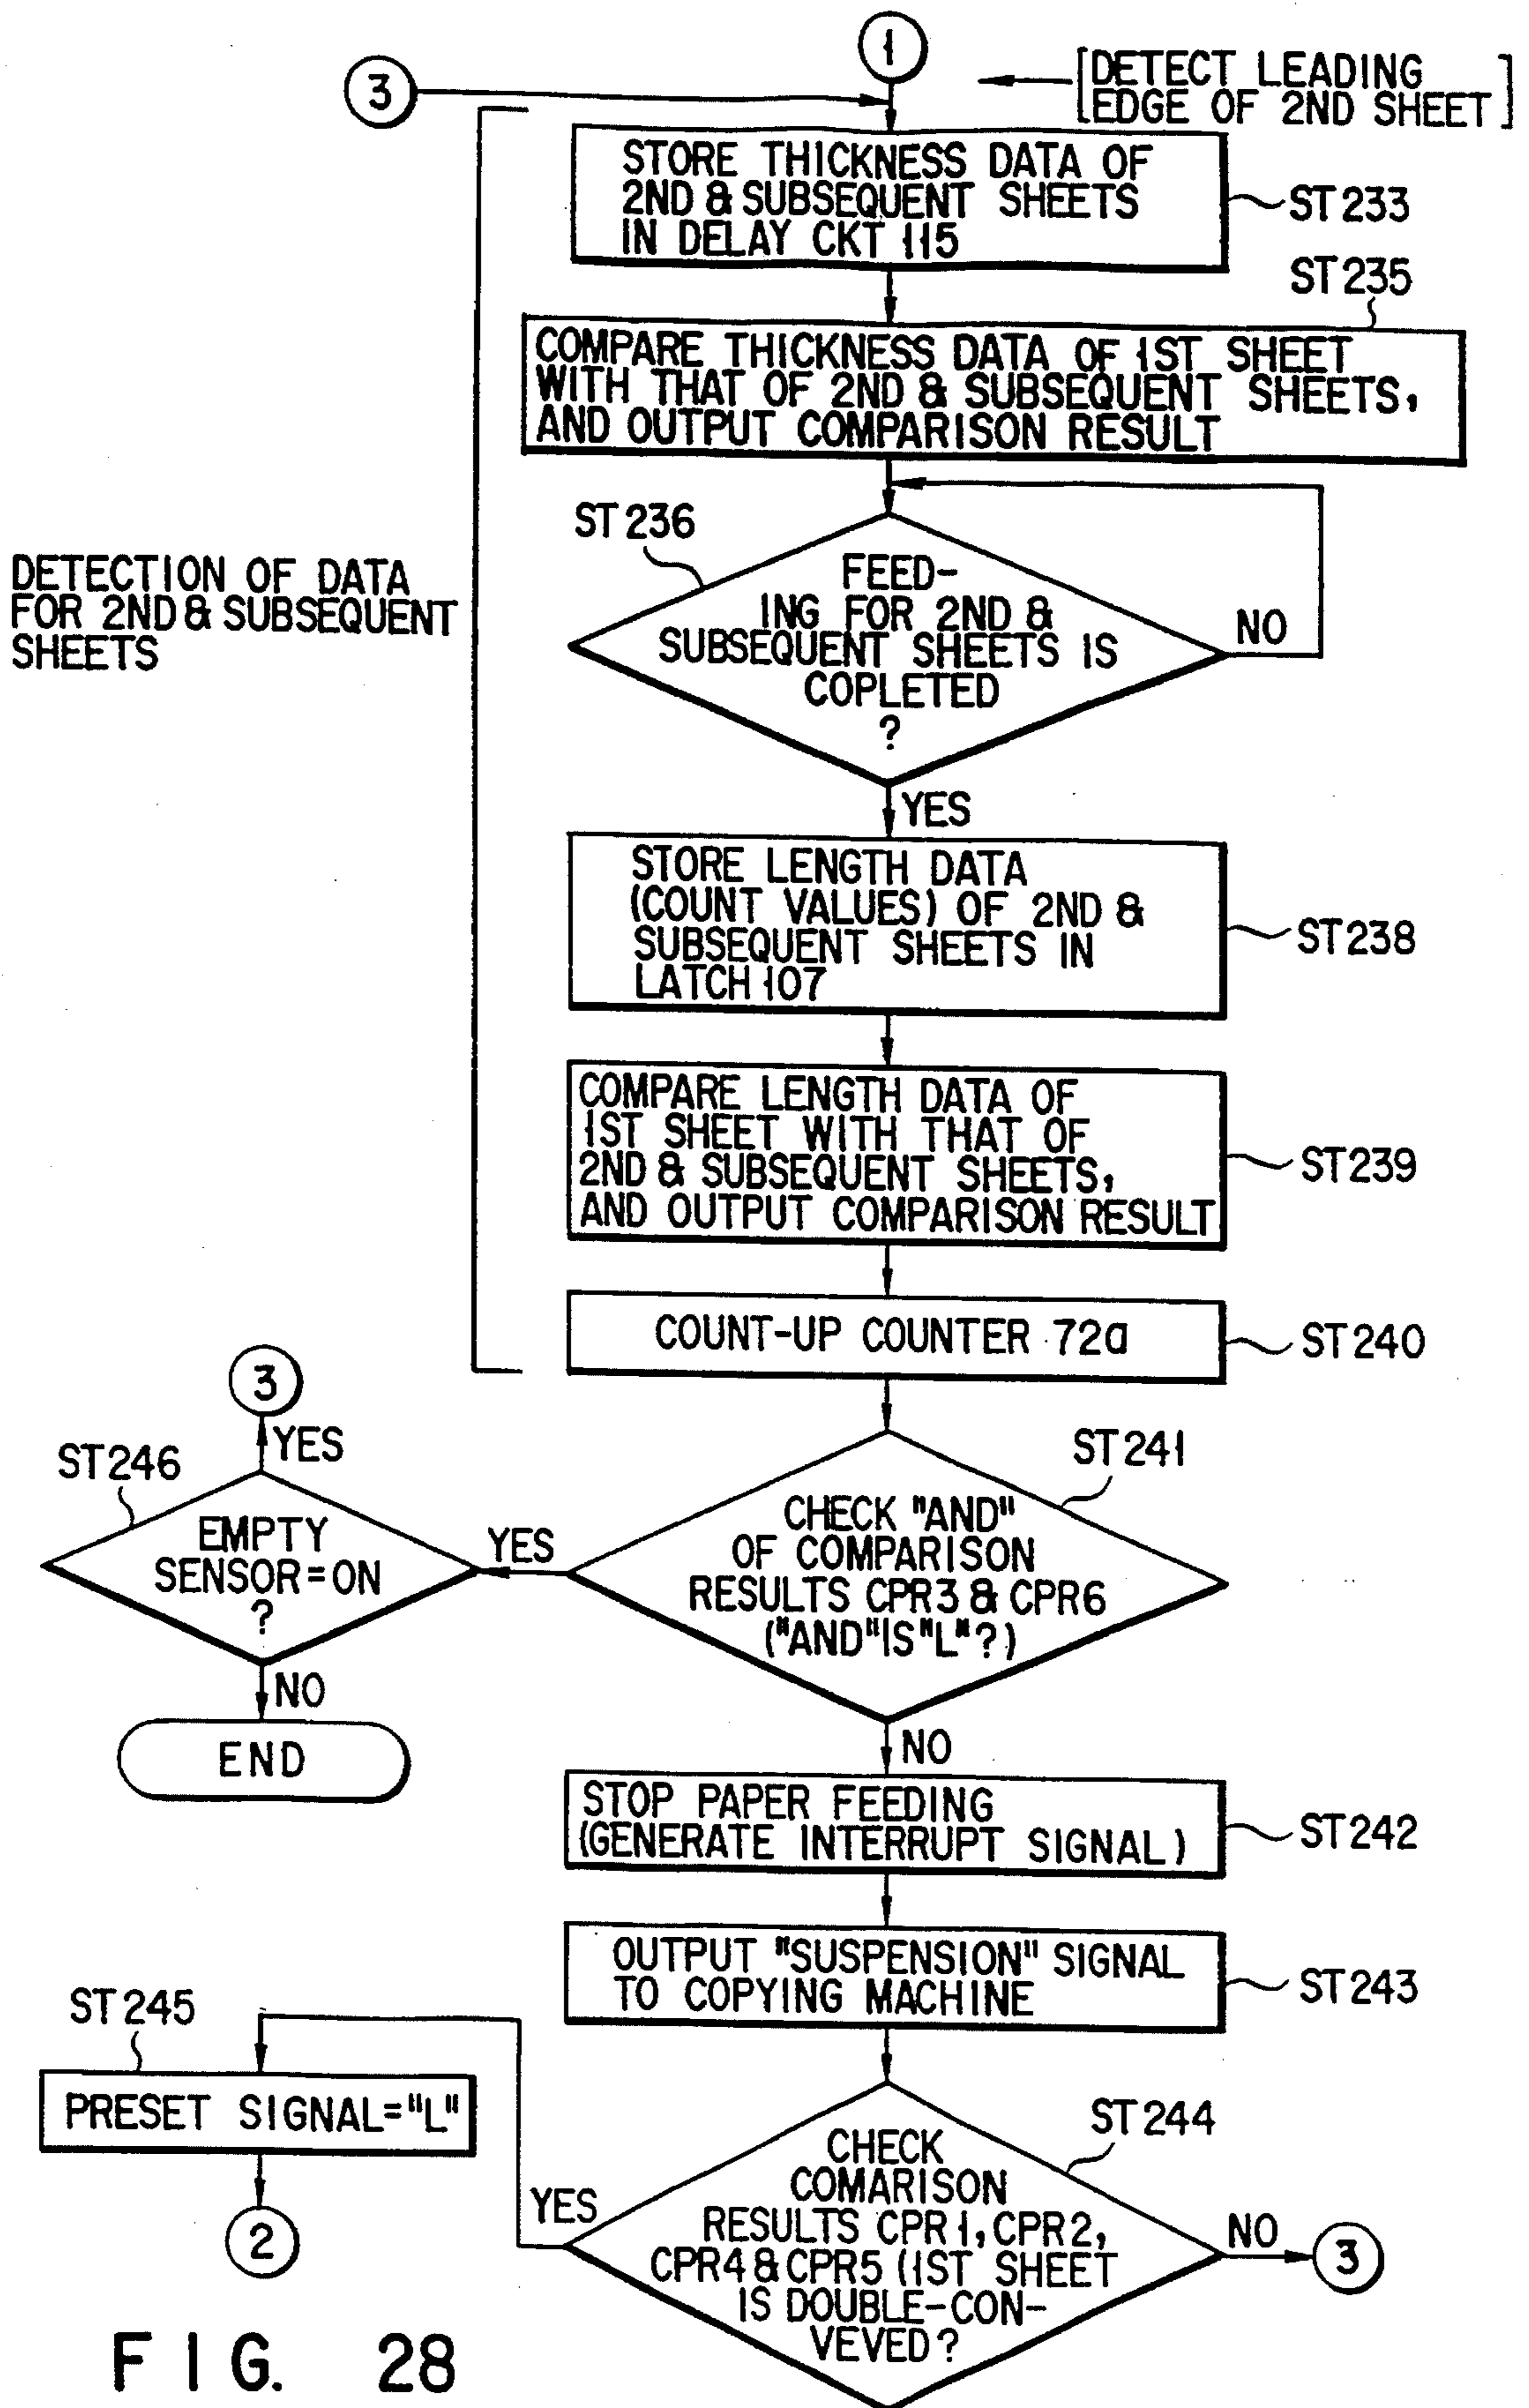 1
3
[DETECT LEADING
EDGE OF 2ND SHEET]
STORE THICKNESS DATA OF
2ND & SUBSEQUENT SHEETS
IN DELAY CKT 115
ST233
ST235
COMPARE THICKNESS DATA OF 1ST SHEET
WITH THAT OF 2ND & SUBSEQUENT SHEETS,
AND OUTPUT COMPARISON RESULT
ST236
DETECTION OF DATA
FOR 2ND & SUBSEQUENT
SHEETS
FEED-
ING FOR 2ND &
SUBSEQUENT SHEETS IS
COPLETED
?
NO
YES
STORE LENGTH DATA
(COUNT VALUES) OF 2ND &
SUBSEQUENT SHEETS IN
LATCH 107
ST238
COMPARE LENGTH DATA OF
1ST SHEET WITH THAT OF
2ND & SUBSEQUENT SHEETS,
AND OUTPUT COMPARISON RESULT
ST239
COUNT-UP COUNTER 72a
ST240
3
YES
ST246
EMPTY
SENSOR=ON
?
YES
ST241
CHECK "AND"
OF COMPARISON
RESULTS CPR3 & CPR6
("AND" IS "L"?)
NO
END
NO
STOP PAPER FEEDING
(GENERATE INTERRUPT SIGNAL)
ST242
OUTPUT "SUSPENSION" SIGNAL
TO COPYING MACHINE
ST243
ST245
PRESET SIGNAL="L"
2
ST244
CHECK
COMARISON
RESULTS CPR1, CPR2,
CPR4 & CPR5 (1ST SHEET
IS DOUBLE-CON-
VEVED?
YES
NO
3
FIG. 28